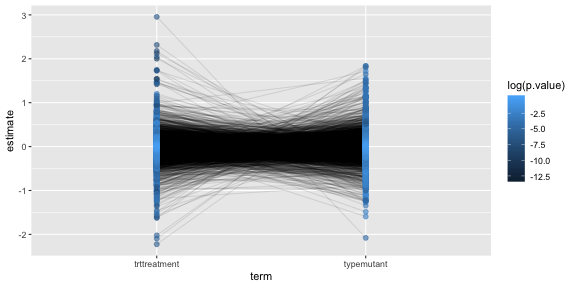 3
2
1
0
-1
-2
estimate
trttreatment
typemutant
term
log(p.value)
-2.5
-5.0
-7.5
-10.0
-12.5